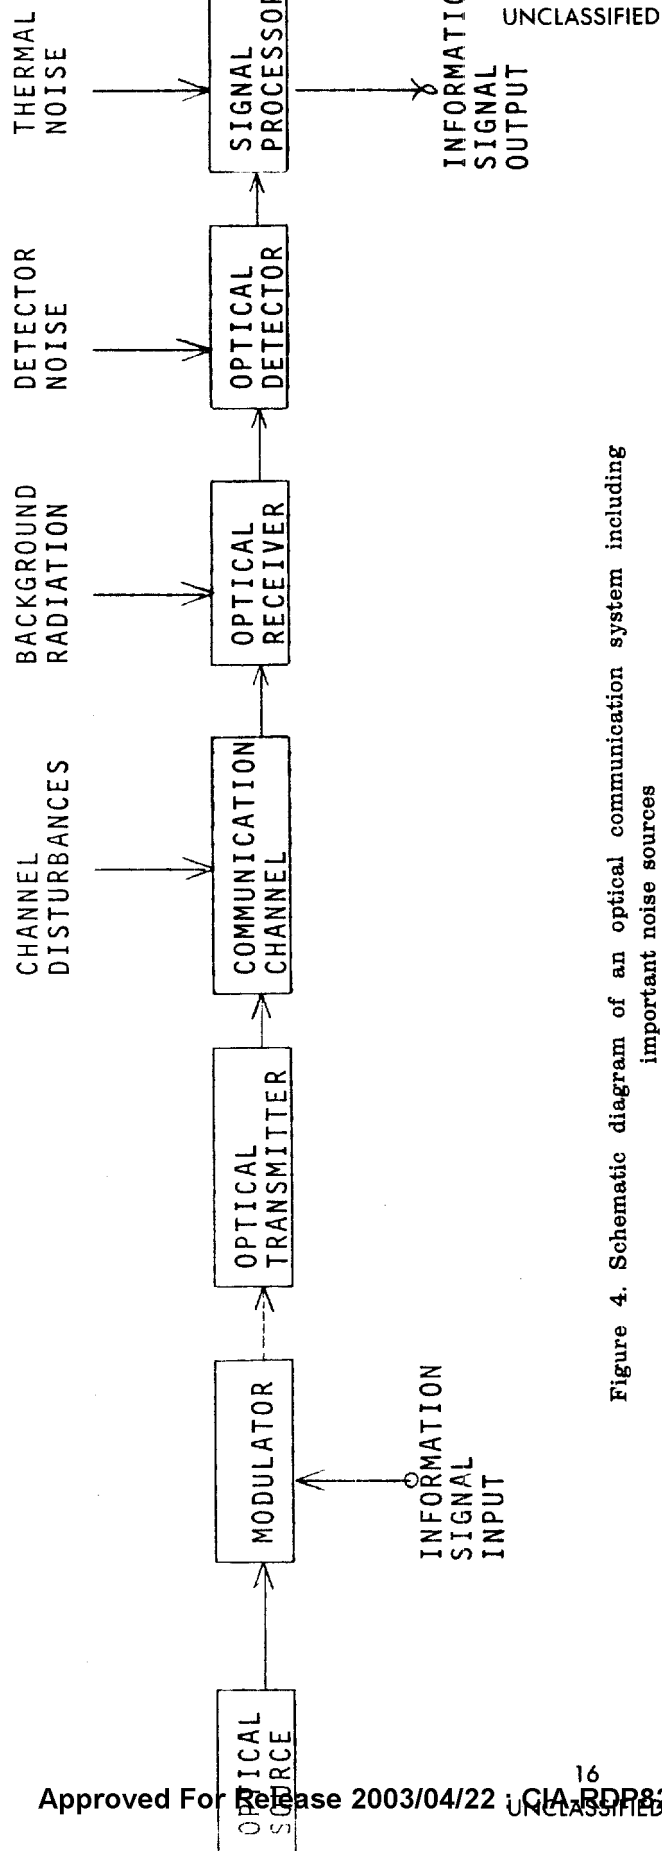 UNCLASSIFIED
OPTICAL
SOURCE
MODULATOR
INFORMATION
SIGNAL
INPUT
OPTICAL
TRANSMITTER
CHANNEL
DISTURBANCES
COMMUNICATION
CHANNEL
BACKGROUND
RADIATION
OPTICAL
RECEIVER
DETECTOR
NOISE
OPTICAL
DETECTOR
THERMAL
NOISE
SIGNAL
PROCESSOR
INFORMATIO
SIGNAL
OUTPUT
Figure 4. Schematic diagram of an optical communication system including
important noise sources
16
Approved For Release 2003/04/22 : CIA-RDP8
UNCLASSIFIED